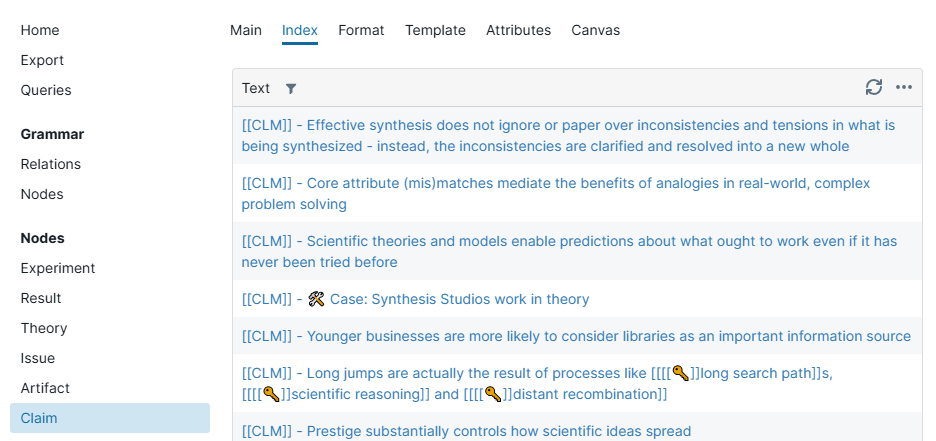 Home
Export
Queries
Grammar
Relations
Nodes
Nodes
Experiment
Result
Theory
Issue
Artifact
Claim
Main Index Format Template Attributes Canvas
Text
[[CLM]] - Effective synthesis does not ignore or paper over inconsistencies and tensions in what is
being synthesized - instead, the inconsistencies are clarified and resolved into a new whole
[[CLM]] - Core attribute (mis)matches mediate the benefits of analogies in real-world, complex
problem solving
[[CLM]] - Scientific theories and models enable predictions about what ought to work even if it has
never been tried before
[[CLM]] - 🛠 Case: Synthesis Studios work in theory
[[CLM]] - Younger businesses are more likely to consider libraries as an important information source
[[CLM]] - Long jumps are actually the result of processes like [[[[🔑]]long search path]]s,
[[[[🔑]]scientific reasoning]] and [[[[🔑]]distant recombination]]
[[CLM]] - Prestige substantially controls how scientific ideas spread